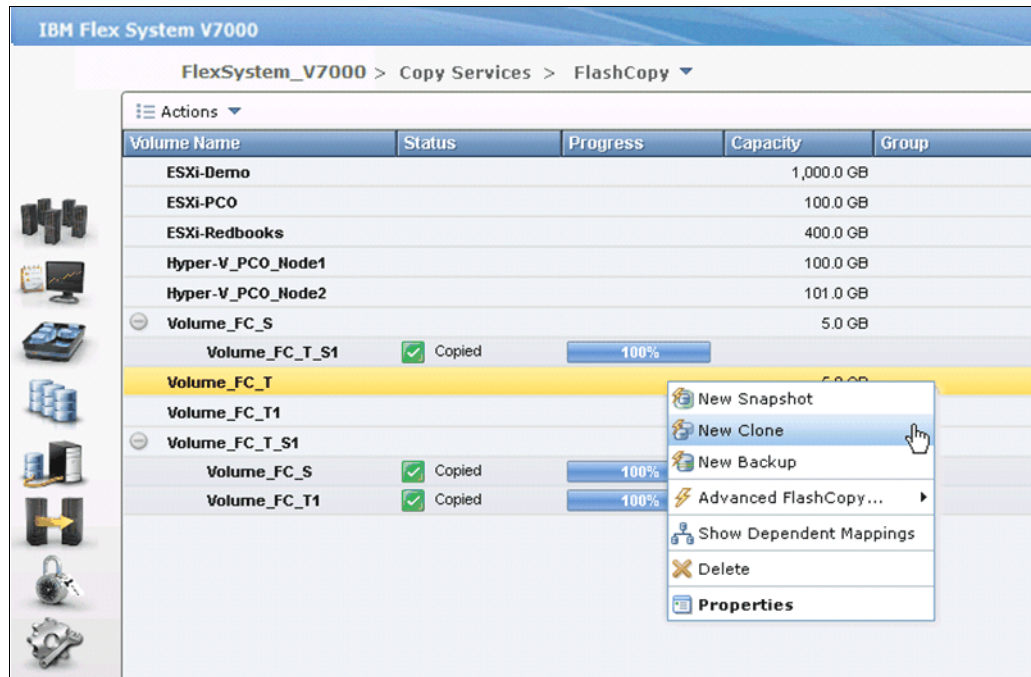 IBM Flex System V7000
FlexSystem_V7000 > Copy Services > FlashCopy
Actions
Volume Name Status Progress Capacity Group
ESXi-Demo 1,000.0 GB
ESXi-PCO 100.0 GB
ESXi-Redbooks 400.0 GB
Hyper-V_PCO_Node1 100.0 GB
Hyper-V_PCO_Node2 101.0 GB
Volume_FC_S 5.0 GB
Volume_FC_T_S1 Copied 100%
Volume_FC_T
New Snapshot
Volume_FC_T1
New Clone
Volume_FC_T_S1
New Backup
Volume_FC_S Copied 100%
Volume_FC_T1 Copied 100%
Advanced FlashCopy...
Show Dependent Mappings
Delete
Properties